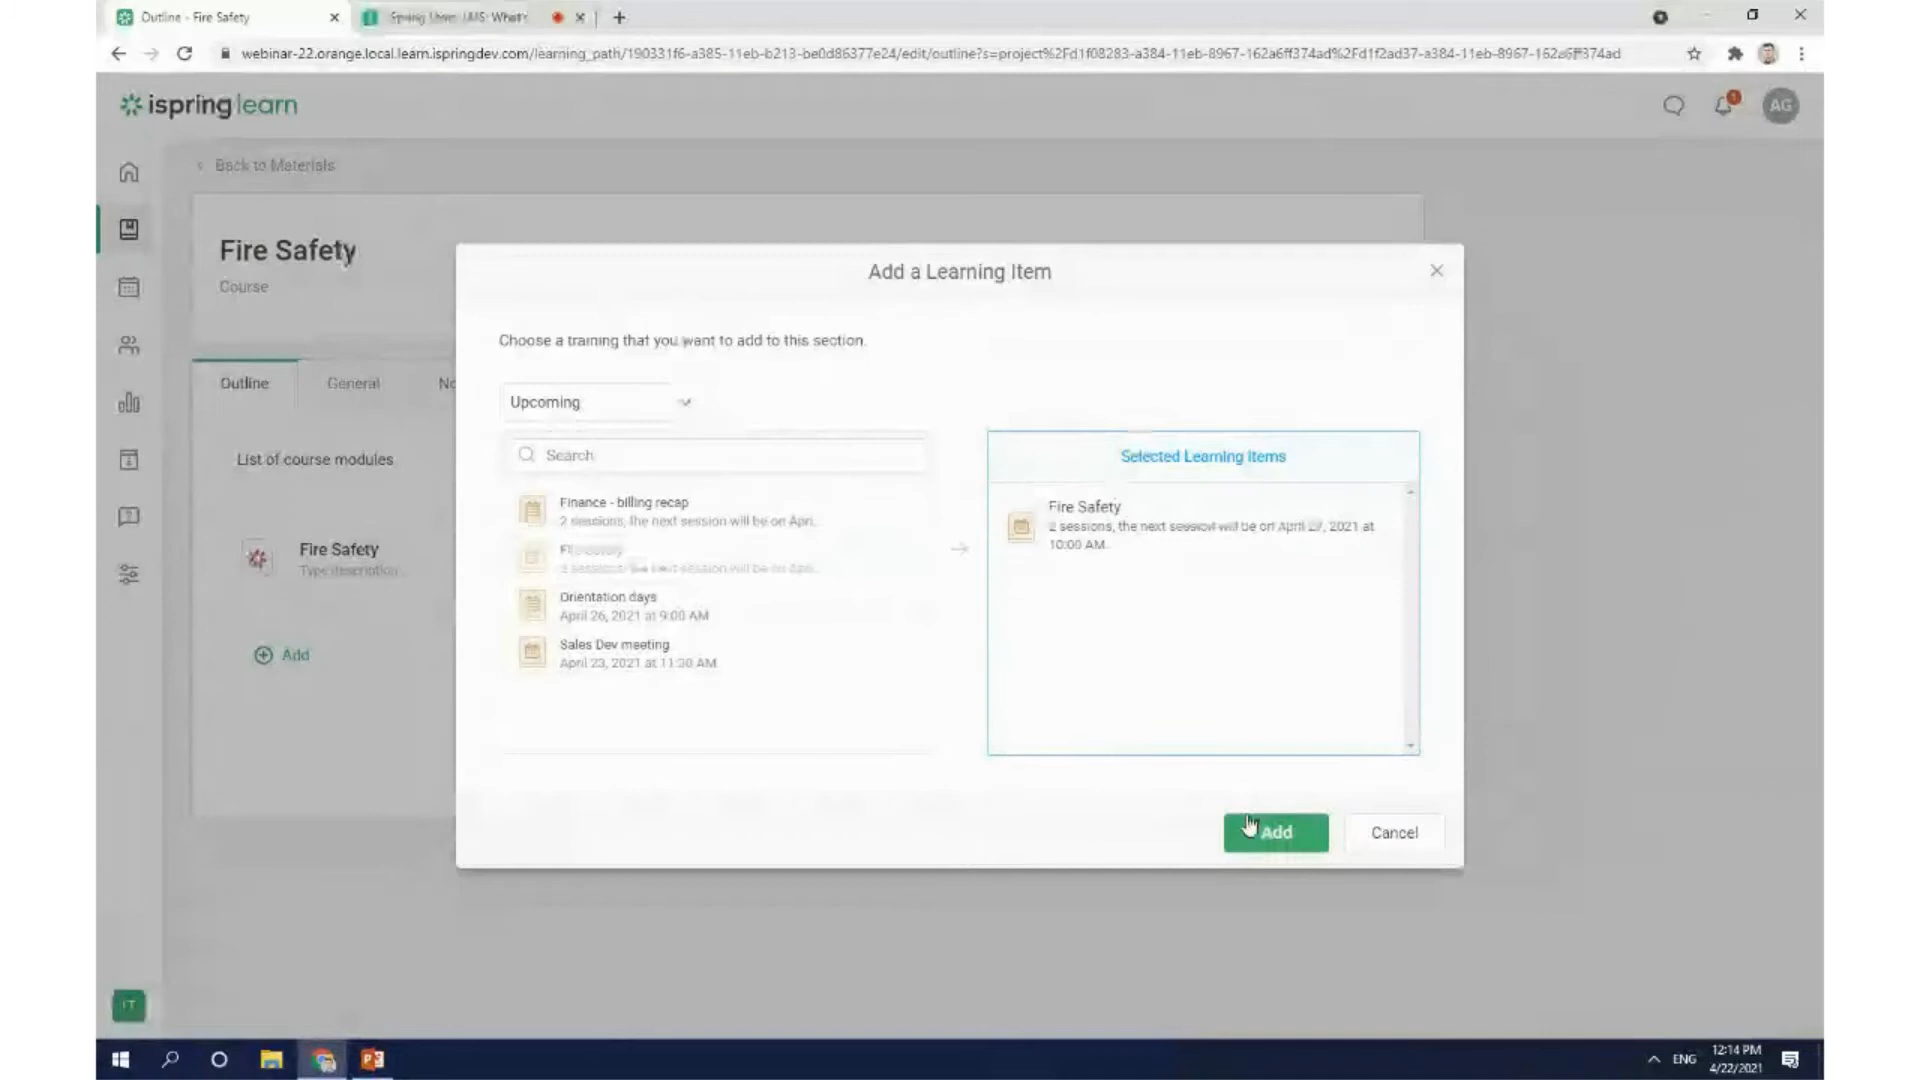 Outline - Fire Safety
webinar-22.orange.local.learn.ispringdev.com/learning_path/190331f6-a385-11eb-b213-be0d86377e24/edit/outline?s=project%2Fd1f08283-a384-11eb-8967-162a6ff374ad%2Fd1f2ad37-a384-11eb-8967-162a6ff374ad
ispring learn
AG
Back to Materials
Fire Safety
Course
Add a Learning Item
Choose a training that you want to add to this section.
Outline
General
No
Upcoming
List of course modules
Search
Selected Learning Items
Finance - billing recap
2 sessions, the next session will be on Apri...
Fire Safety
2 sessions, the next session will be on April 27, 2021 at
10:00 AM.
Fire Safety
2 sessions, the next session will be on Apri...
Fire Safety
Type description...
Orientation days
April 26, 2021 at 9:00 AM
Sales Dev meeting
April 23, 2021 at 11:30 AM
Add
Add
Cancel
ENG
12:14 PM
4/22/2021